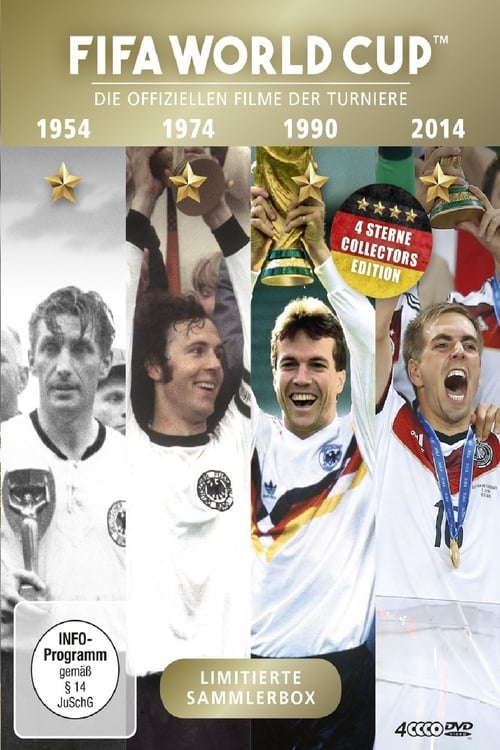 FIFA WORLD CUP™
DIE OFFIZIELLEN FILME DER TURNIERE
1954 1974 1990 2014
4 STERNE
COLLECTORS
EDITION
INFO-
Programm
gemäß
§ 14
JuSchG
LIMITIERTE
SAMMLERBOX
4 DVD
VIDEO